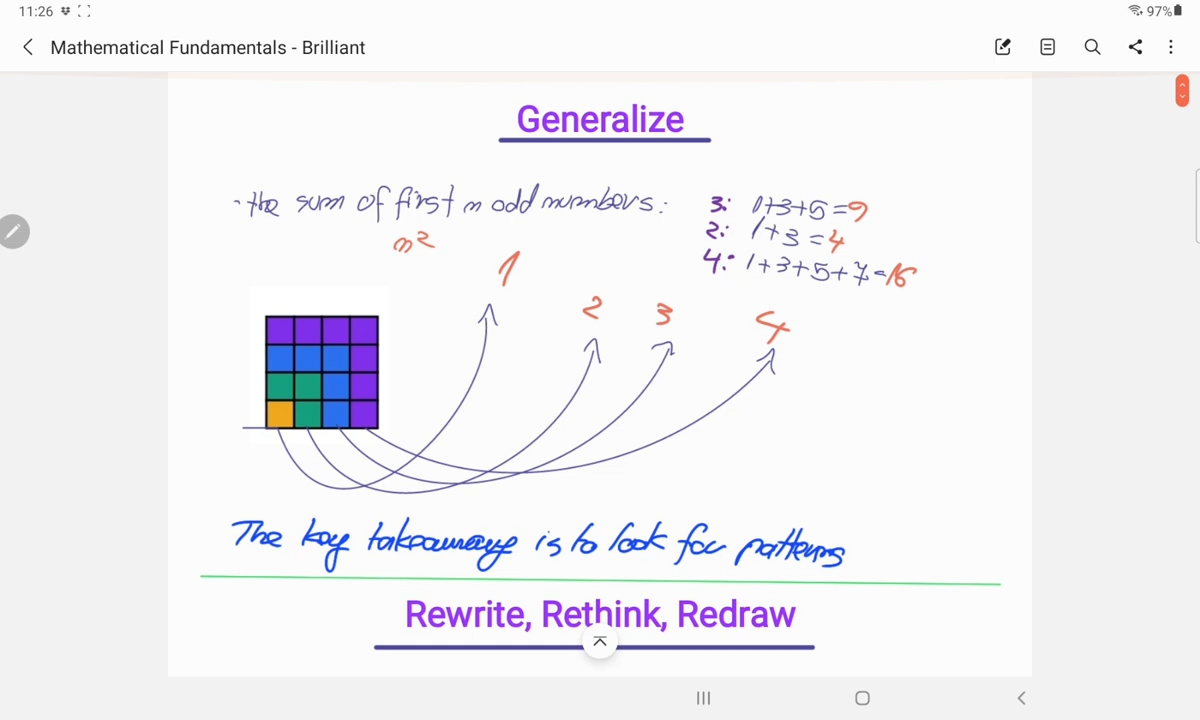 11:26
97%
Mathematical Fundamentals - Brilliant
Generalize
- the sum of first n odd numbers:
n²
3: 1+3+5=9
2: 1+3=4
4: 1+3+5+7=16
1
2
3
4
The key takeaway is to look for patterns
Rewrite, Rethink, Redraw